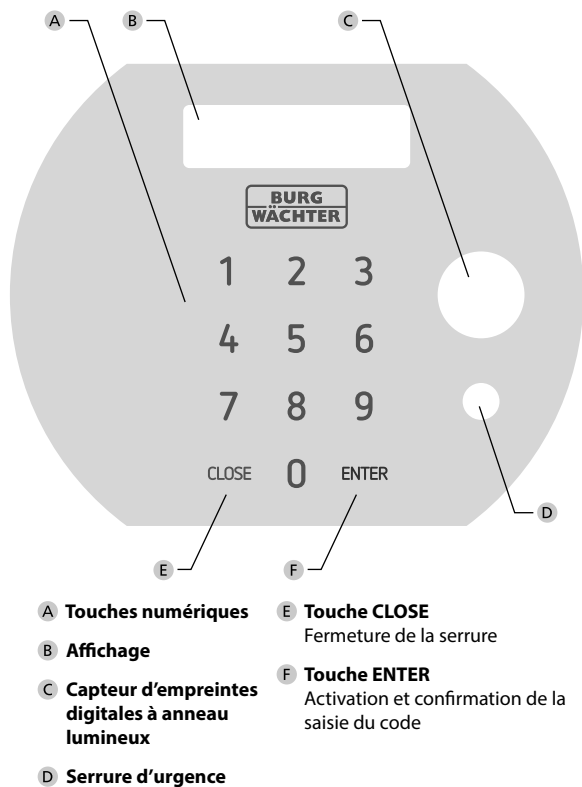 A B C
BURG
WÄCHTER
1 2 3
4 5 6
7 8 9
CLOSE 0 ENTER
D
E F
A Touches numériques
B Affichage
C Capteur d’empreintes
digitales à anneau
lumineux
D Serrure d’urgence
E Touche CLOSE
Fermeture de la serrure
F Touche ENTER
Activation et confirmation de la
saisie du code